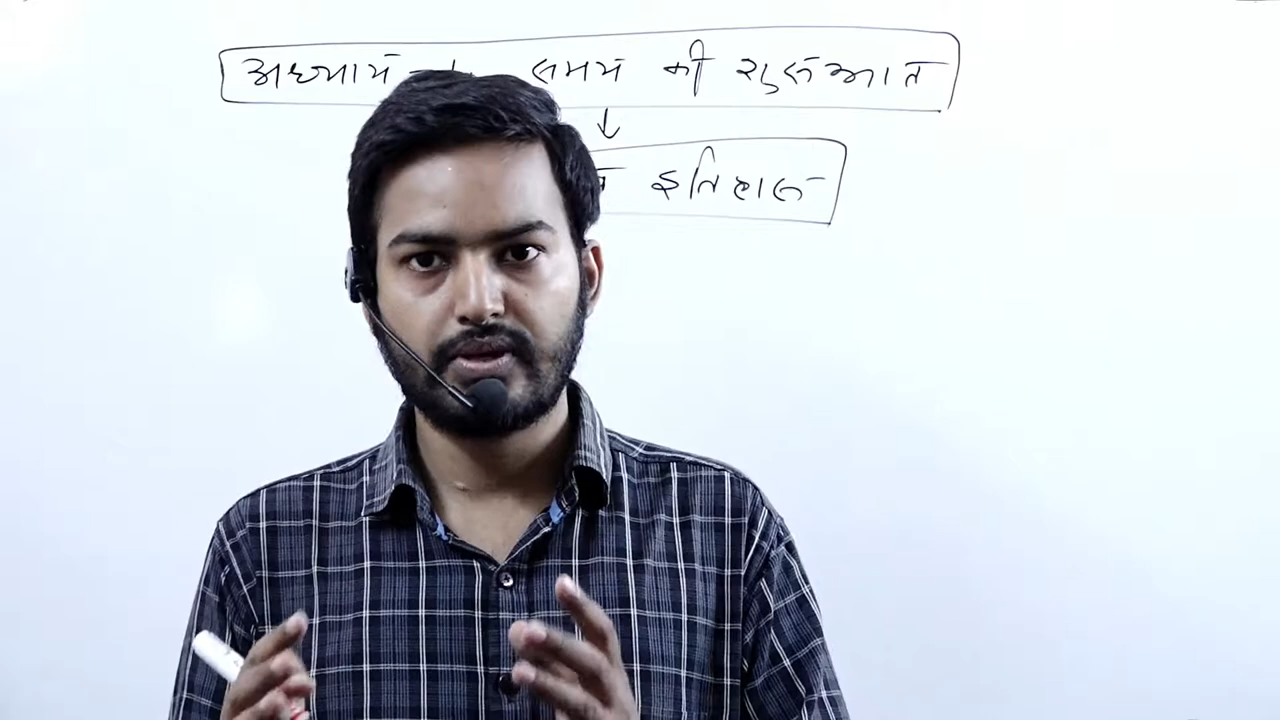 अध्याय समय की शुरुआत
इतिहास